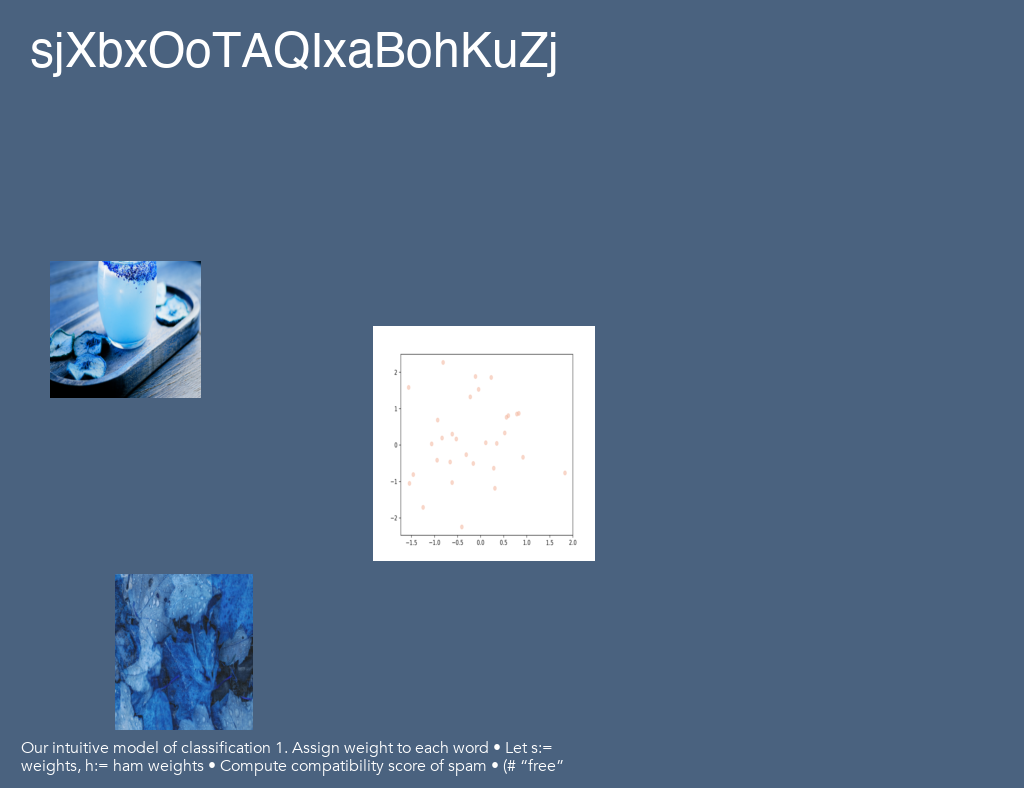 sjXbxOoTAQIxaBohKuZj
2
1
0
−1
−2
−1.5 −1.0 −0.5 0.0 0.5 1.0 1.5 2.0
Our intuitive model of classification 1. Assign weight to each word • Let s:=
weights, h:= ham weights • Compute compatibility score of spam • (# “free”